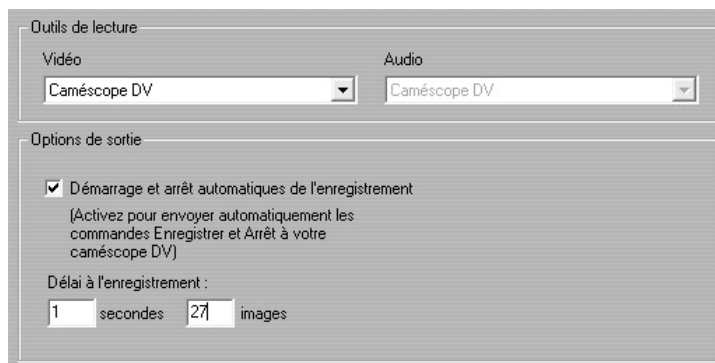 Outils de lecture
Vidéo Audio
Caméscope DV Caméscope DV
Options de sortie
Démarrage et arrêt automatiques de l'enregistrement
(Activez pour envoyer automatiquement les
commandes Enregistrer et Arrêt à votre
caméscope DV)
Délai à l'enregistrement :
1 secondes 27 images